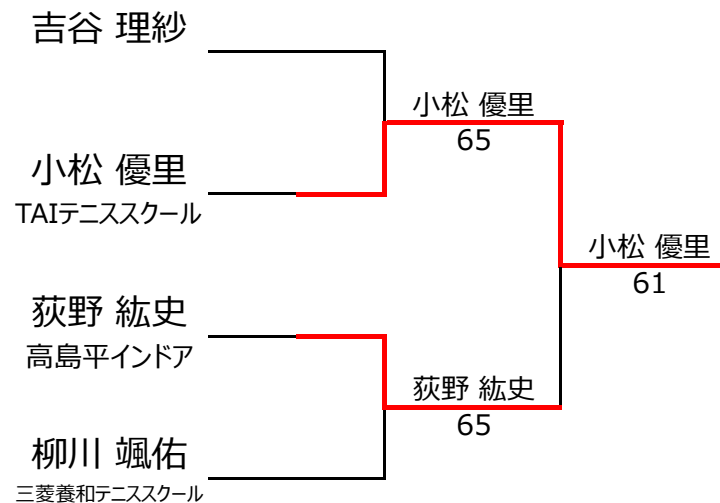 吉谷 理紗
小松 優里
TAIテニススクール
荻野 紘史
高島平インドア
柳川 颯佑
三菱養和テニススクール
小松 優里
65
荻野 紘史
65
小松 優里
61